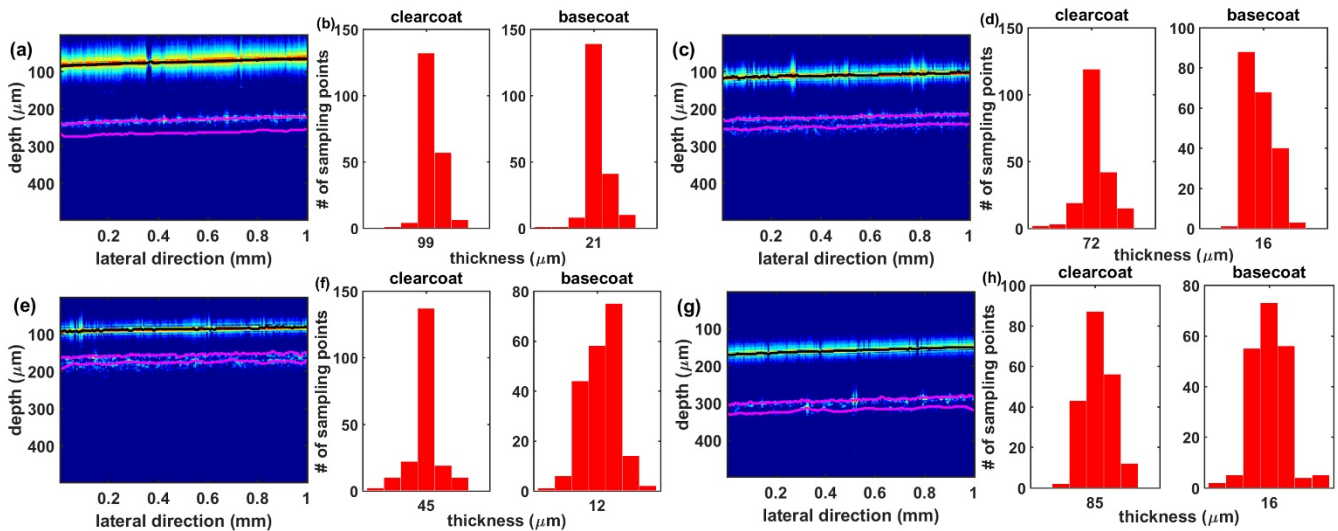 (a)
depth (μm)
100
200
300
400
0.2 0.4 0.6 0.8 1
lateral direction (mm)
(b)
clearcoat basecoat
# of sampling points
150
100
50
0
99
150
100
50
0
21
thickness (μm)
(c)
depth (μm)
100
200
300
400
0.2 0.4 0.6 0.8 1
lateral direction (mm)
(d)
clearcoat basecoat
# of sampling points
150
100
50
0
72
100
80
60
40
20
0
16
thickness (μm)
(e)
depth (μm)
100
200
300
400
0.2 0.4 0.6 0.8 1
lateral direction (mm)
(f)
clearcoat basecoat
# of sampling points
150
100
50
0
45
80
60
40
20
0
12
thickness (μm)
(g)
depth (μm)
100
200
300
400
0.2 0.4 0.6 0.8 1
lateral direction (mm)
(h)
clearcoat basecoat
# of sampling points
100
80
60
40
20
0
85
80
60
40
20
0
16
thickness (μm)